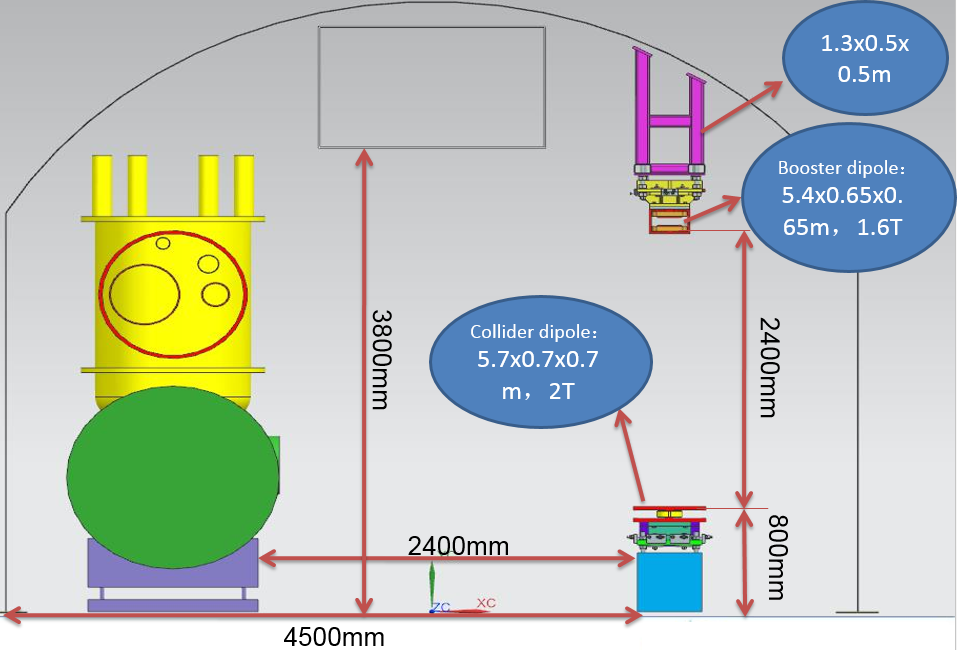 1.3x0.5x
0.5m
Booster dipole：
5.4x0.65x0.
65m，1.6T
Collider dipole：
5.7x0.7x0.7
m，2T
3800mm
2400mm
800mm
2400mm
ZC
XC
4500mm